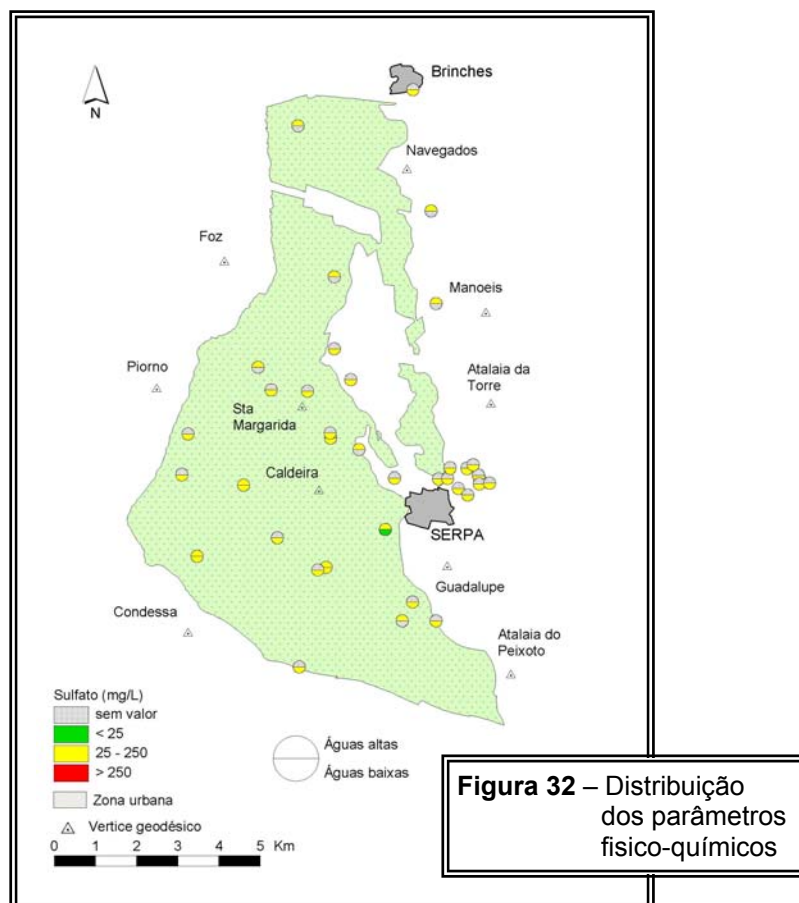 Brinches
N
Navegados
Foz
Manoeis
Piorno
Atalaia da
Torre
Sta
Margarida
Caldeira
SERPA
Guadalupe
Condessa
Atalaia do
Peixoto
Sulfato (mg/L)
sem valor
< 25
25 - 250
> 250
Zona urbana
Vertice geodésico
0 1 2 3 4 5 Km
Águas altas
Águas baixas
Figura 32 – Distribuição
dos parâmetros
fisico-químicos